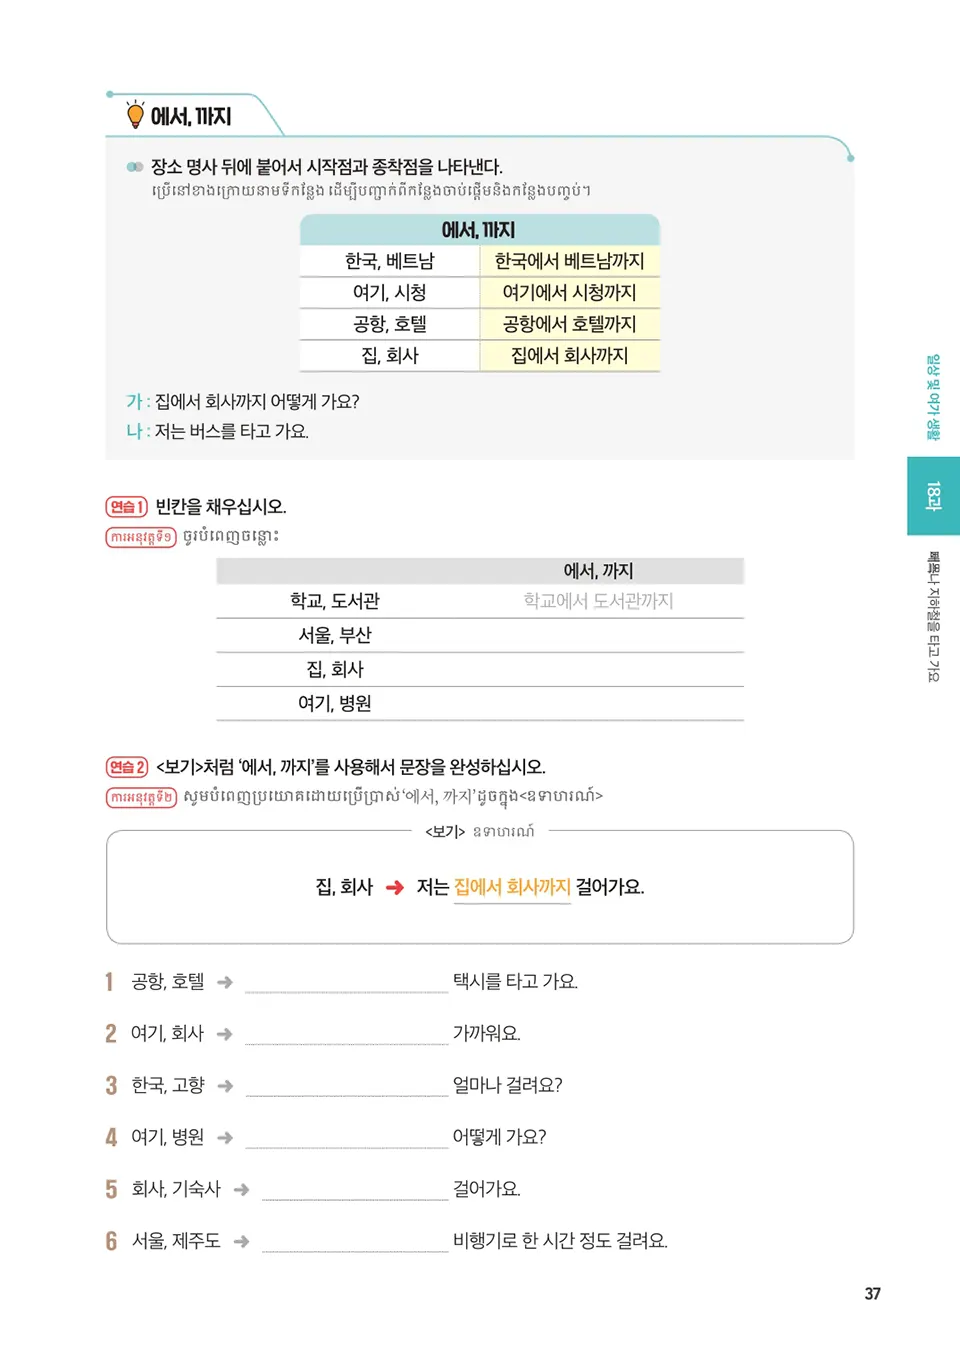 에서, 까지
장소 명사 뒤에 붙어서 시작점과 종착점을 나타낸다.
ប្រើនៅខាងក្រោយនាមទីកន្លែង ដើម្បីបញ្ជាក់ពីកន្លែងចាប់ផ្តើមនិងកន្លែងបញ្ចប់។
에서, 까지
한국, 베트남 한국에서 베트남까지
여기, 시청 여기에서 시청까지
공항, 호텔 공항에서 호텔까지
집, 회사 집에서 회사까지
가 : 집에서 회사까지 어떻게 가요?
나 : 저는 버스를 타고 가요.
연습 1 빈칸을 채우십시오.
ការអនុវត្តទី១ ចូរបំពេញចន្លោះ
에서, 까지
학교, 도서관 학교에서 도서관까지
서울, 부산
집, 회사
여기, 병원
연습 2 <보기>처럼 ‘에서, 까지’를 사용해서 문장을 완성하십시오.
ការអនុវត្តទី២ សូមបំពេញប្រយោគដោយប្រើប្រាស់‘에서, 까지’ដូចក្នុង<ឧទាហរណ៍>
<보기> ឧទាហរណ៍
집, 회사 ➜ 저는 집에서 회사까지 걸어가요.
1 공항, 호텔 ➜ 택시를 타고 가요.
2 여기, 회사 ➜ 가까워요.
3 한국, 고향 ➜ 얼마나 걸려요?
4 여기, 병원 ➜ 어떻게 가요?
5 회사, 기숙사 ➜ 걸어가요.
6 서울, 제주도 ➜ 비행기로 한 시간 정도 걸려요.
일상 및 여가 생활
18과
지하철을 타고 가요
37